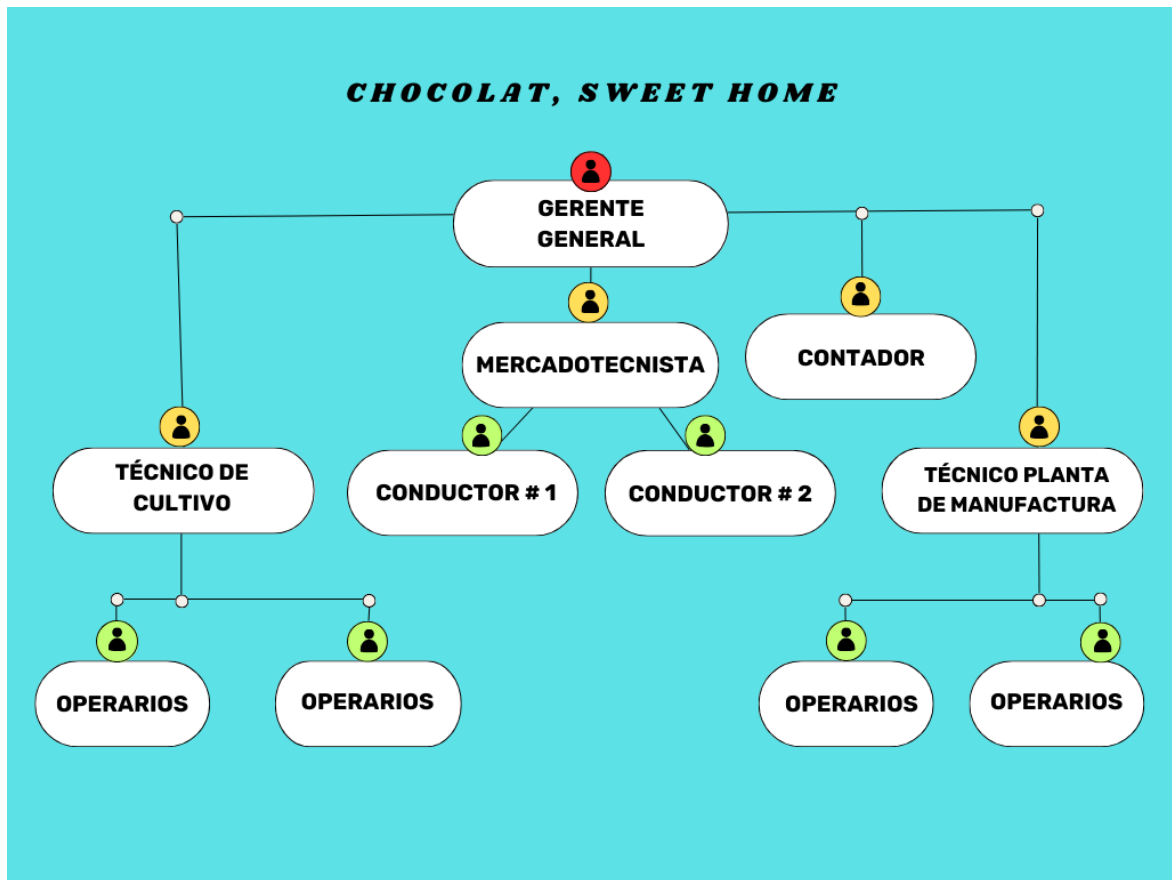 CHOCOLAT, SWEET HOME
GERENTE
GENERAL
MERCADOTECNISTA
CONTADOR
TÉCNICO DE
CULTIVO
CONDUCTOR # 1
CONDUCTOR # 2
TÉCNICO PLANTA
DE MANUFACTURA
OPERARIOS
OPERARIOS
OPERARIOS
OPERARIOS